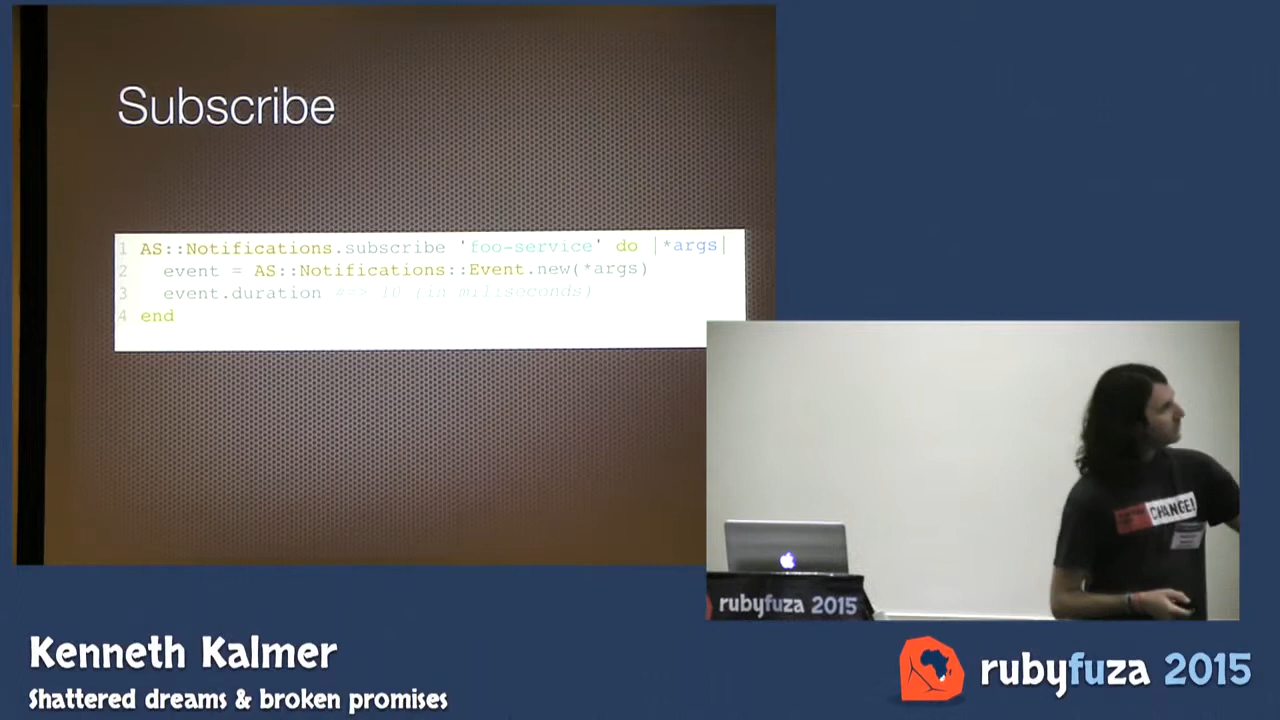 Subscribe
1 AS::Notifications.subscribe 'foo-service' do |*args|
2 event = AS::Notifications::Event.new(*args)
3 event.duration #=> 10 (in miliseconds)
4 end
CHANGE!
rubyfuza 2015
Kenneth Kalmer
Shattered dreams & broken promises
rubyfuza 2015